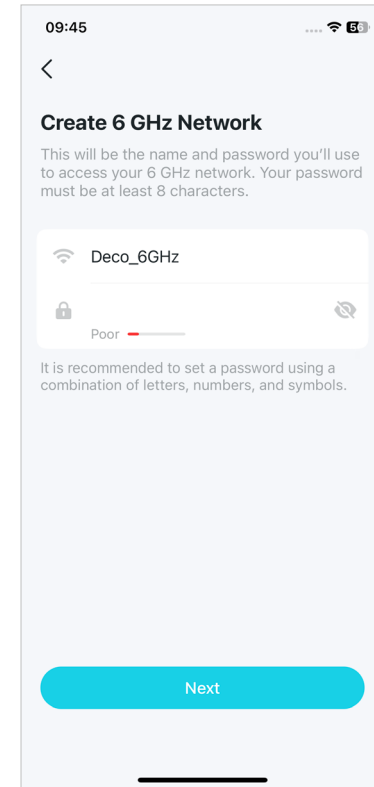 09:45
56
Create 6 GHz Network
This will be the name and password you'll use
to access your 6 GHz network. Your password
must be at least 8 characters.
Deco_6GHz
Poor
It is recommended to set a password using a
combination of letters, numbers, and symbols.
Next